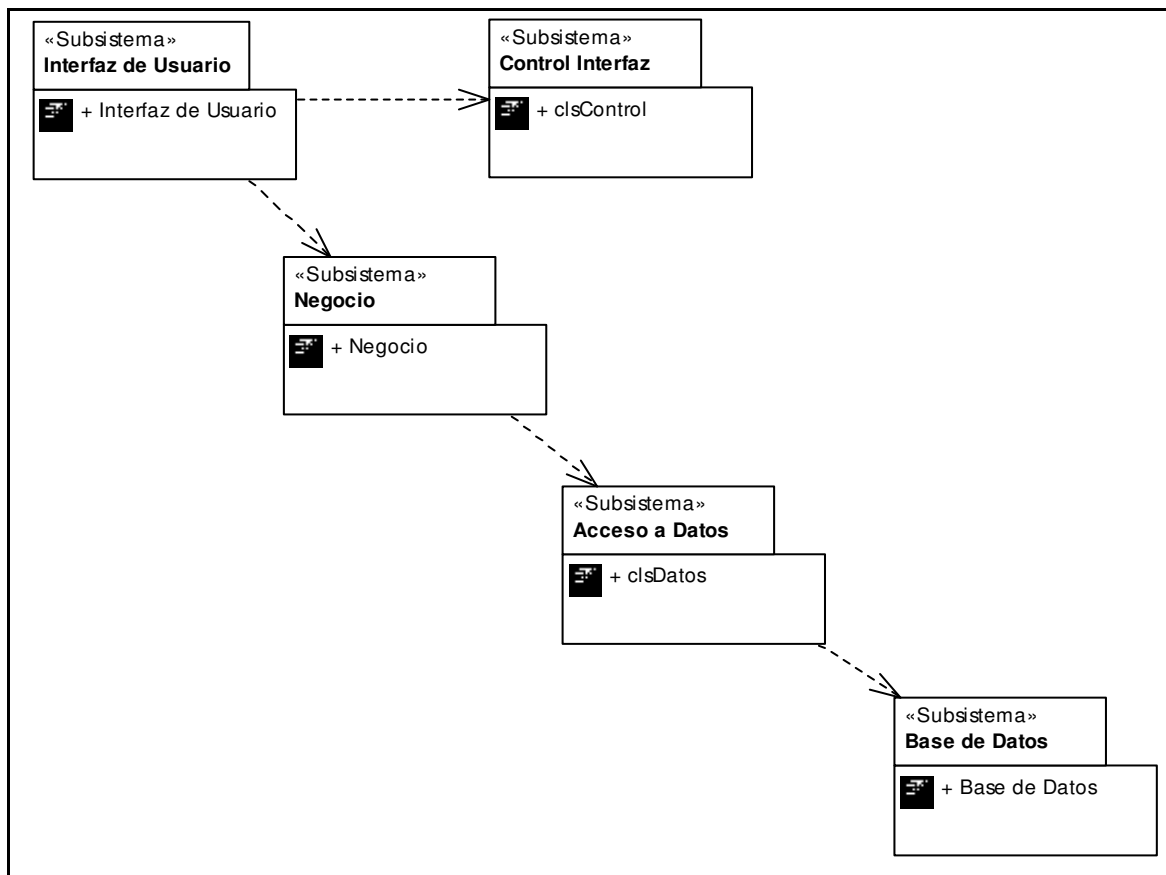 «Subsistema»
Interfaz de Usuario
+ Interfaz de Usuario
«Subsistema»
Control Interfaz
+ clsControl
«Subsistema»
Negocio
+ Negocio
«Subsistema»
Acceso a Datos
+ clsDatos
«Subsistema»
Base de Datos
+ Base de Datos